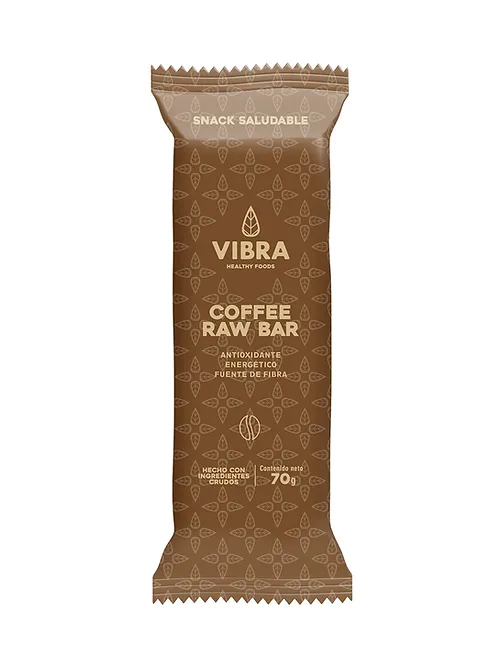 SNACK SALUDABLE
VIBRA
HEALTHY FOODS
COFFEE
RAW BAR
ANTIOXIDANTE
ENERGÉTICO
FUENTE DE FIBRA
HECHO CON
INGREDIENTES
CRUDOS
Contenido neto
70g